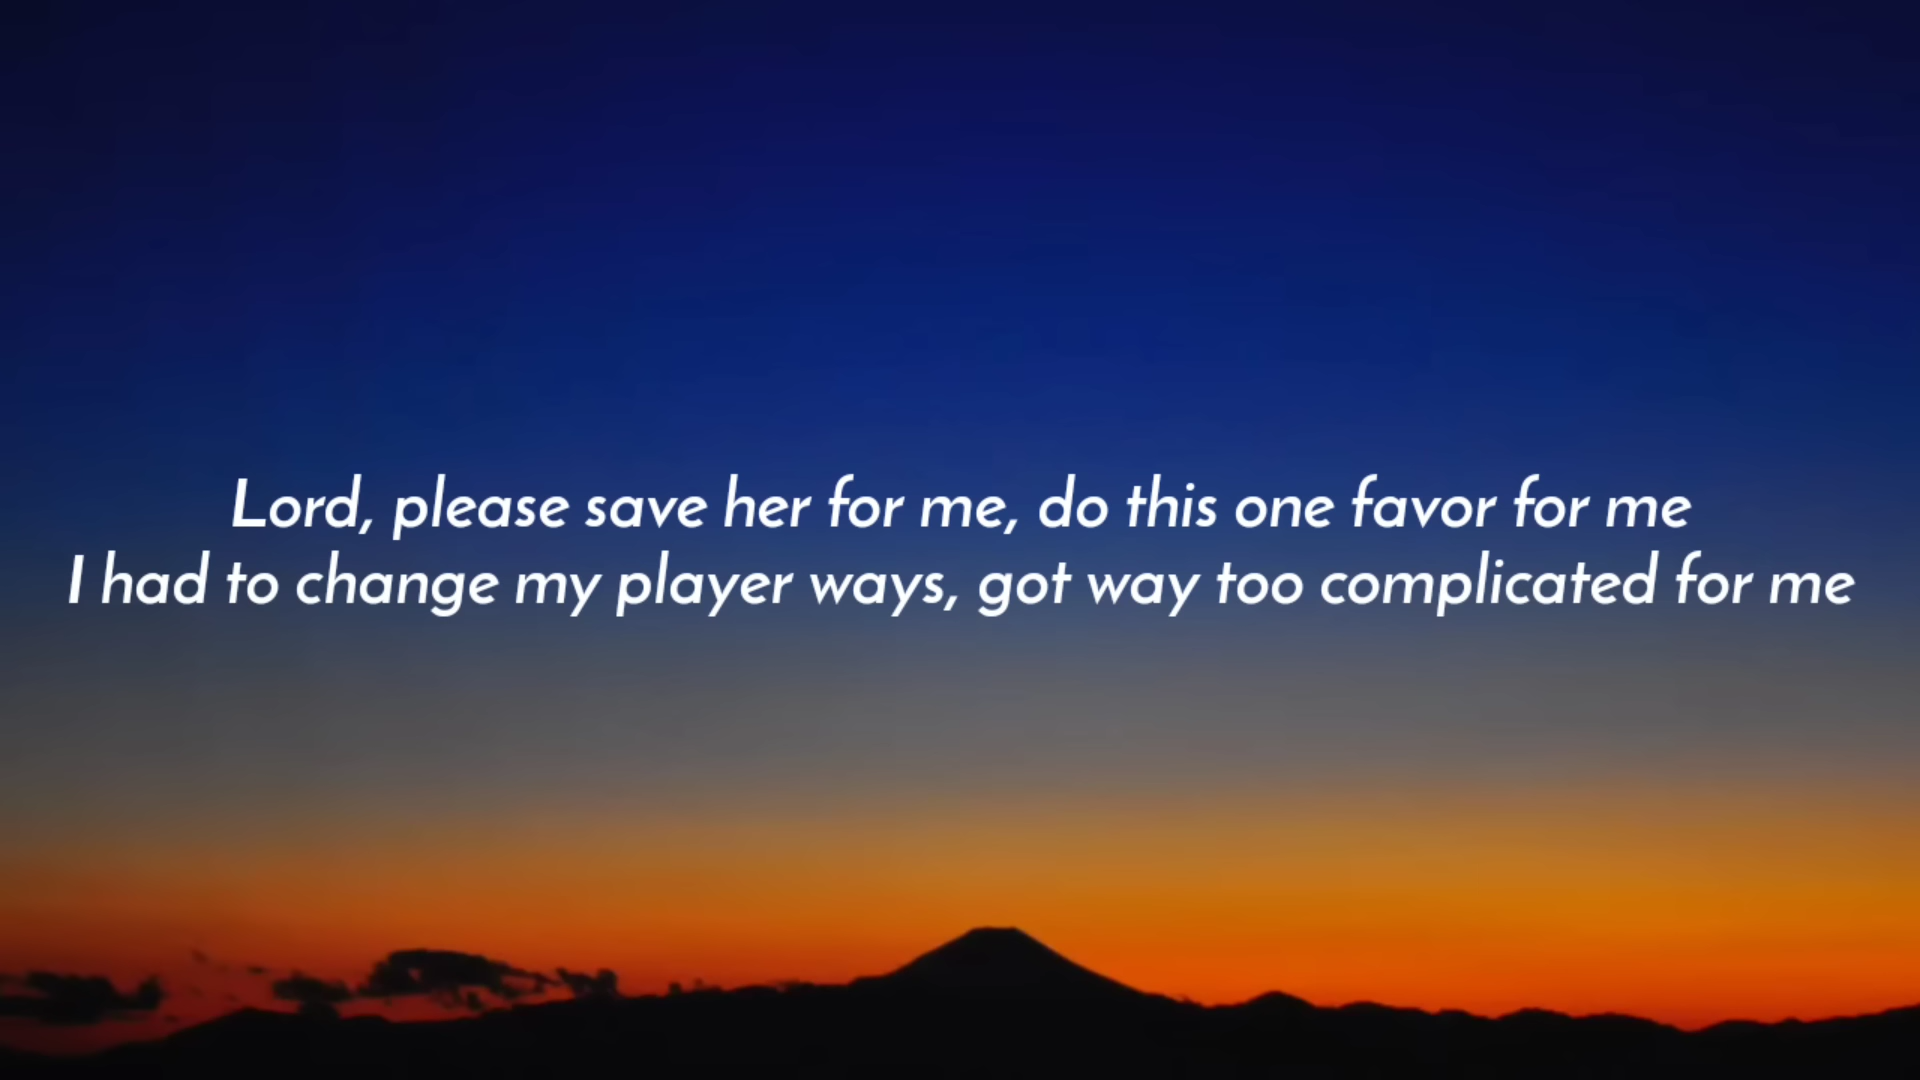 Lord, please save her for me, do this one favor for me
I had to change my player ways, got way too complicated for me